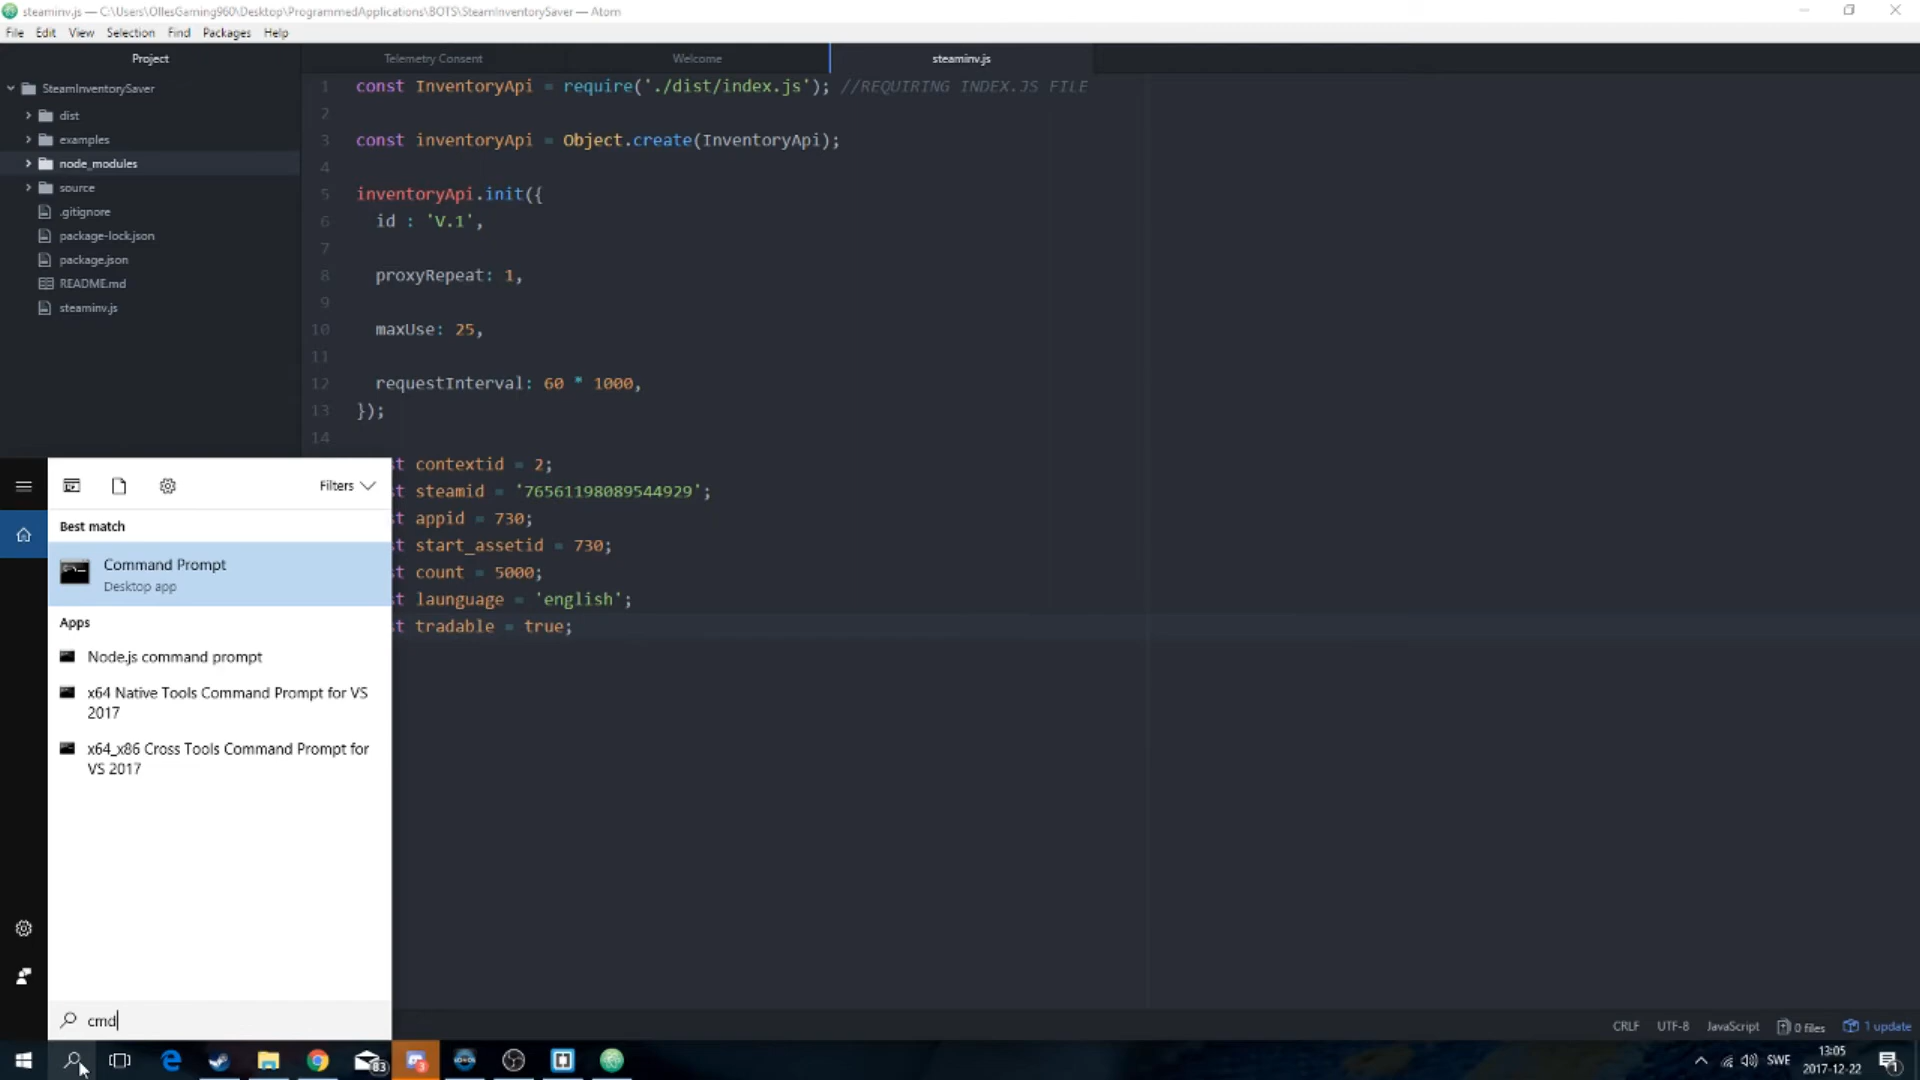 steaminv.js — C:\Users\OllesGaming960\Desktop\ProgrammedApplications\BOTS\SteamInventorySaver — Atom
File Edit View Selection Find Packages Help
Project
Telemetry Consent
Welcome
steaminv.js
SteamInventorySaver
dist
examples
node_modules
source
.gitignore
package-lock.json
package.json
README.md
steaminv.js
1 const InventoryApi = require('./dist/index.js'); //REQUIRING INDEX.JS FILE
2
3 const inventoryApi = Object.create(InventoryApi);
4
5 inventoryApi.init({
6 id : 'V.1',
7
8 proxyRepeat: 1,
9
10 maxUse: 25,
11
12 requestInterval: 60 * 1000,
13 });
14
t contextid = 2;
t steamid = '76561198089544929';
t appid = 730;
t start_assetid = 730;
t count = 5000;
t launguage = 'english';
t tradable = true;
Filters
Best match
Command Prompt
Desktop app
Apps
Node.js command prompt
x64 Native Tools Command Prompt for VS
2017
x64_x86 Cross Tools Command Prompt for
VS 2017
cmd
CRLF UTF-8 JavaScript 0 files 1 update
83
3
SWE
13:05
2017-12-22
1